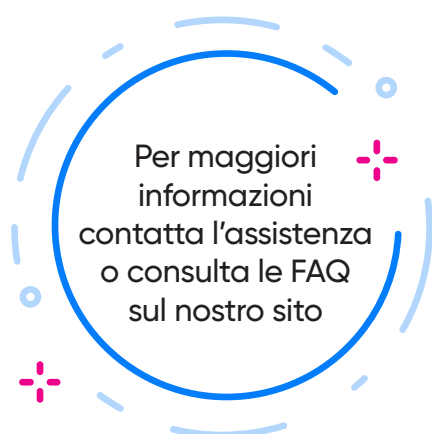 Per maggiori
informazioni
contatta l’assistenza
o consulta le FAQ
sul nostro sito